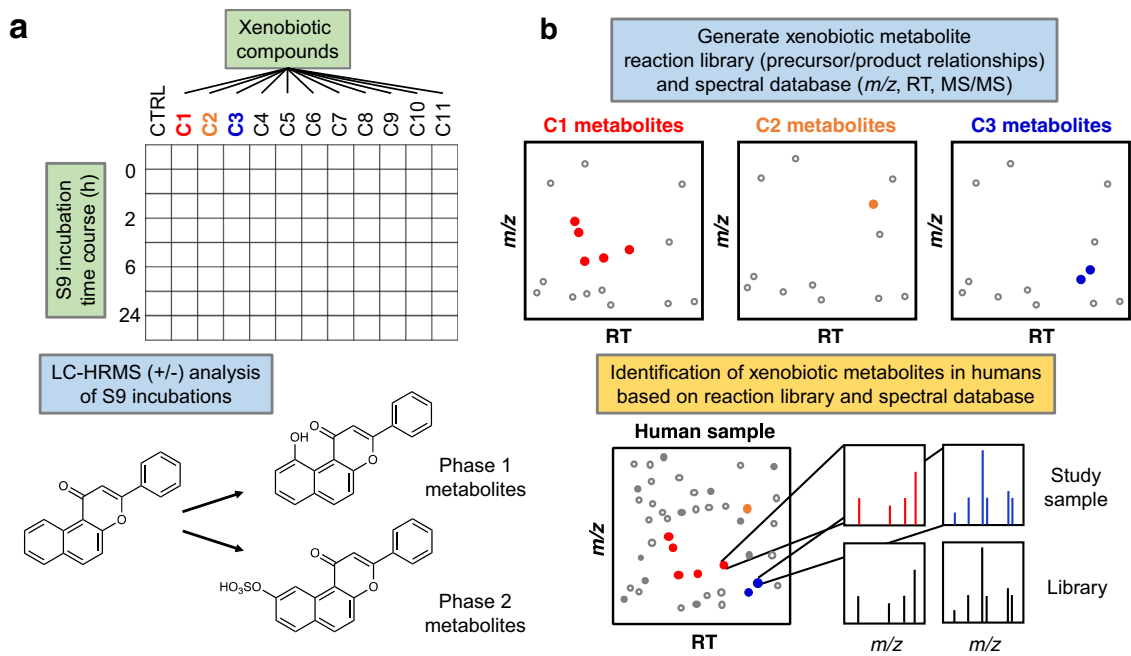 a
Xenobiotic
compounds
CTRL
C1
C2
C3
C4
C5
C6
C7
C8
C9
C10
C11
S9 incubation
time course (h)
0
2
6
24
LC-HRMS (+/-) analysis
of S9 incubations
O
O
OH
O
O
Phase 1
metabolites
HO₃SO
O
O
Phase 2
metabolites
b
Generate xenobiotic metabolite
reaction library (precursor/product relationships)
and spectral database (m/z, RT, MS/MS)
C1 metabolites
C2 metabolites
C3 metabolites
m/z
m/z
m/z
RT
RT
RT
Identification of xenobiotic metabolites in humans
based on reaction library and spectral database
Human sample
m/z
RT
Study
sample
Library
m/z
m/z